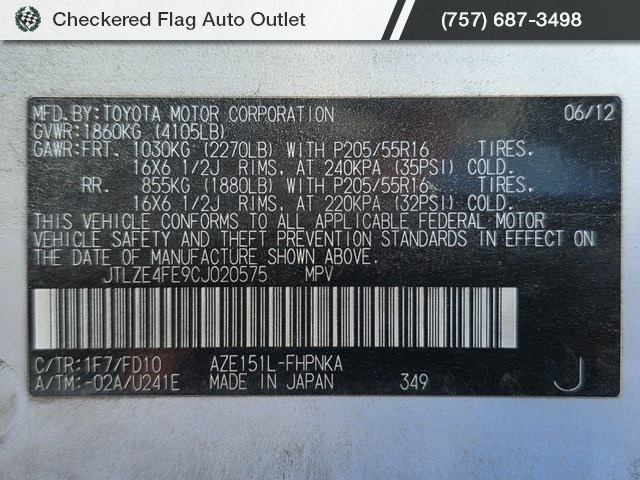 Checkered Flag Auto Outlet (757) 687-3498
MFD.BY:TOYOTA MOTOR CORPORATION 06/12
GVWR:1860KG (4105LB)
GAWR:FRT. 1030KG (2270LB) WITH P205/55R16 TIRES.
16X6 1/2J RIMS, AT 240KPA (35PSI) COLD.
RR. 855KG (1880LB) WITH P205/55R16 TIRES.
16X6 1/2J RIMS, AT 220KPA (32PSI) COLD.
THIS VEHICLE CONFORMS TO ALL APPLICABLE FEDERAL MOTOR
VEHICLE SAFETY AND THEFT PREVENTION STANDARDS IN EFFECT ON
THE DATE OF MANUFACTURE SHOWN ABOVE.
JTLZE4FE9CJ020575 MPV
C/TR:1F7/FD10 AZE151L-FHPNKA
A/TM:-02A/U241E MADE IN JAPAN 349 J